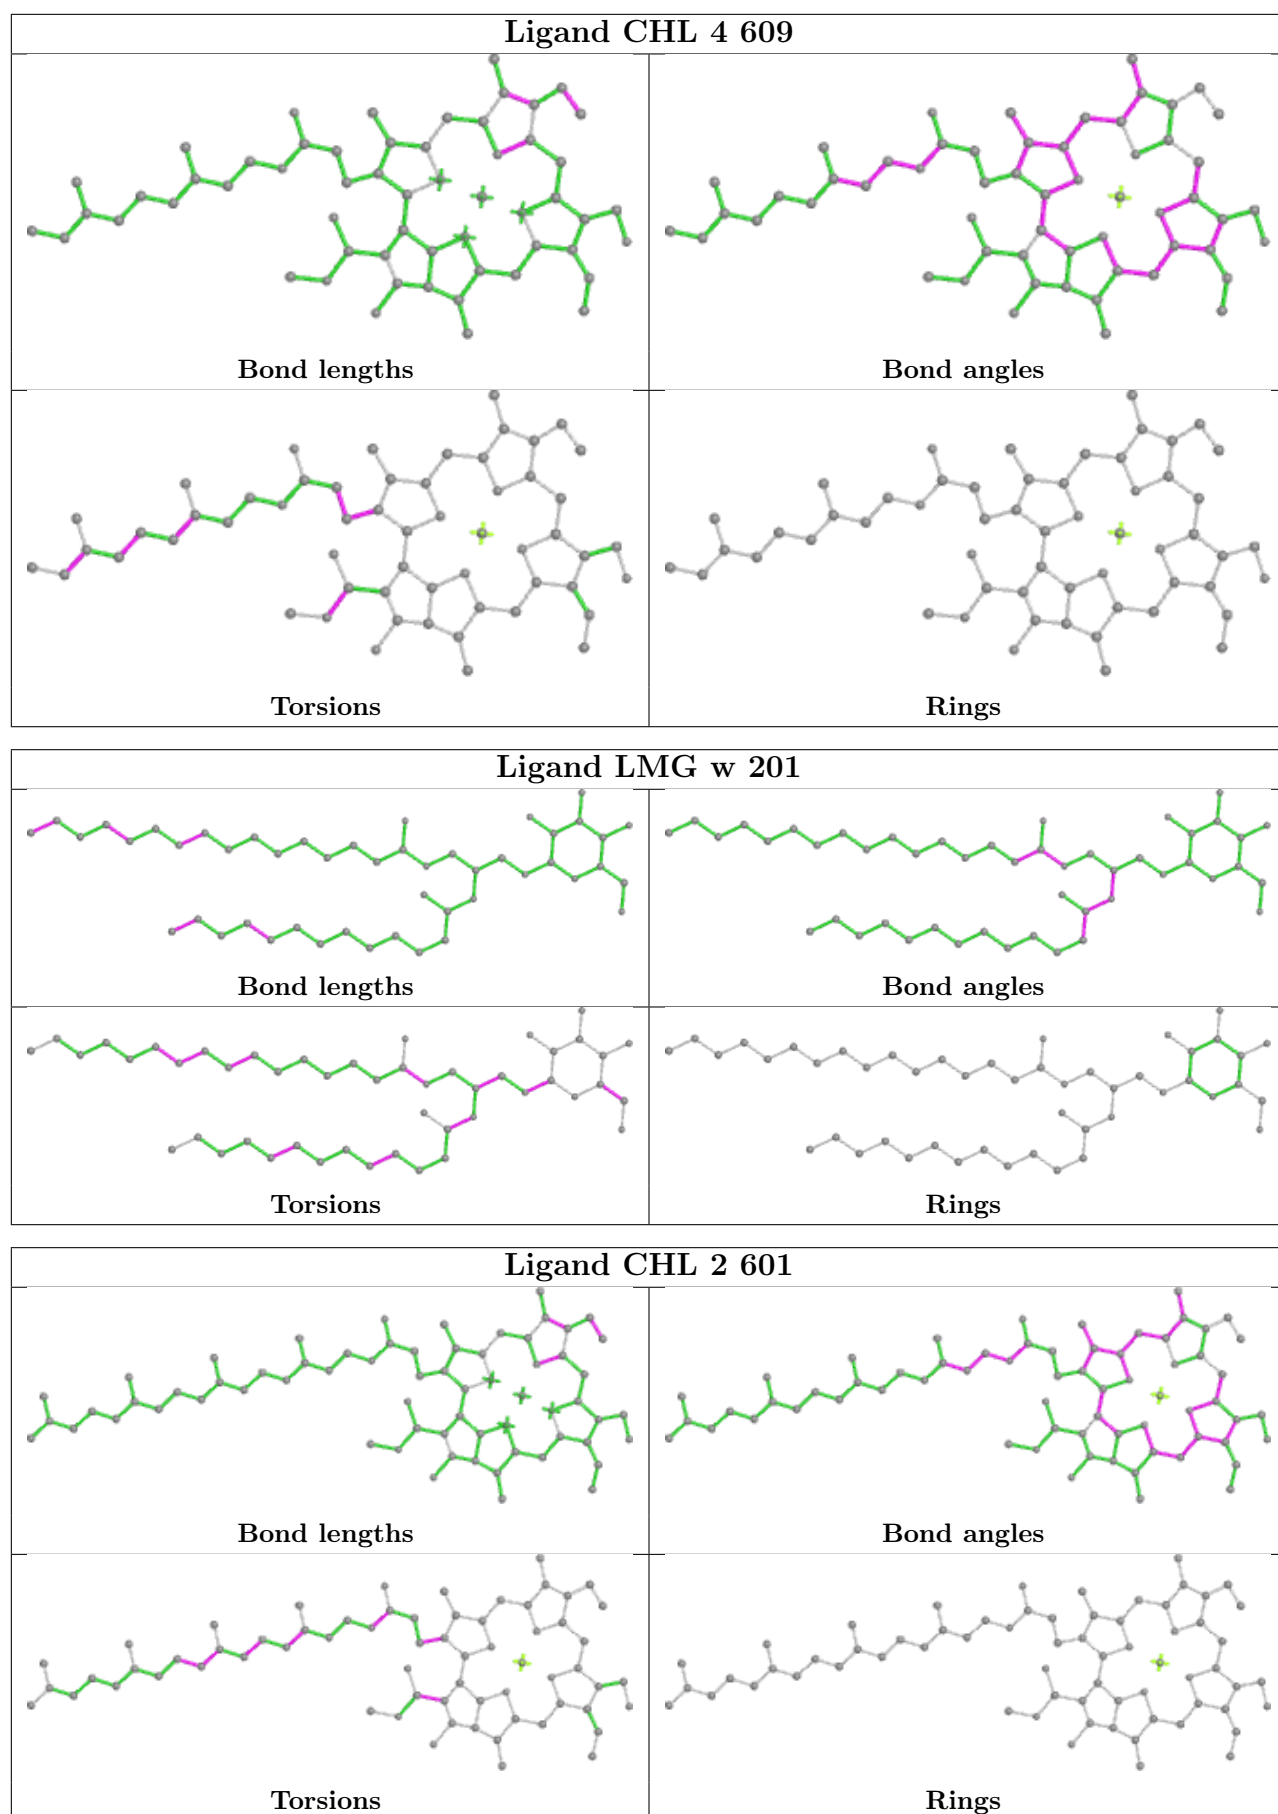 Ligand CHL 4 609
Bond lengths
Bond angles
Torsions
Rings
Ligand LMG w 201
Bond lengths
Bond angles
Torsions
Rings
Ligand CHL 2 601
Bond lengths
Bond angles
Torsions
Rings